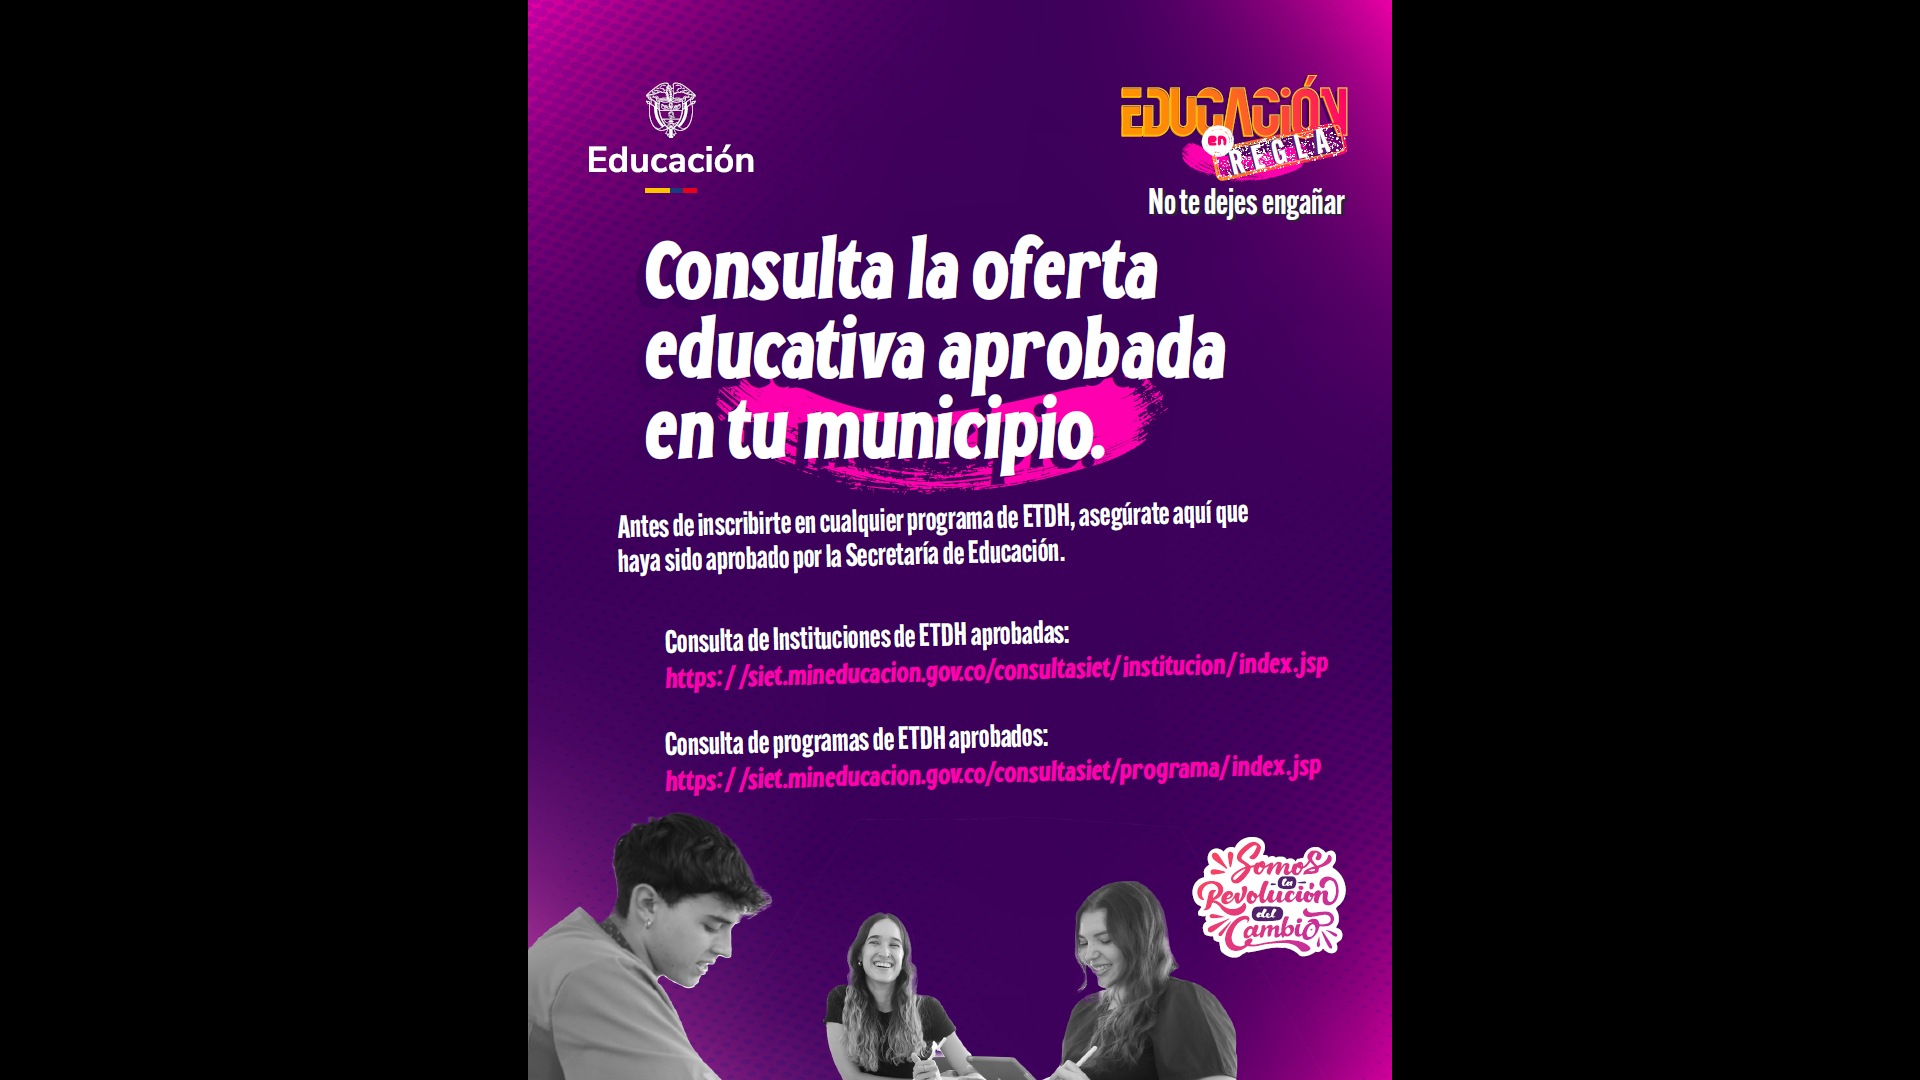 Educación
EDUCACIÓN
en
REGLA
No te dejes engañar
Consulta la oferta
educativa aprobada
en tu municipio.
Antes de inscribirte en cualquier programa de ETDH, asegúrate aquí que
haya sido aprobado por la Secretaría de Educación.
Consulta de Instituciones de ETDH aprobadas:
https://siet.mineducacion.gov.co/consultasiet/institucion/index.jsp
Consulta de programas de ETDH aprobados:
https://siet.mineducacion.gov.co/consultasiet/programa/index.jsp
Somos
la
Revolución
del
Cambio